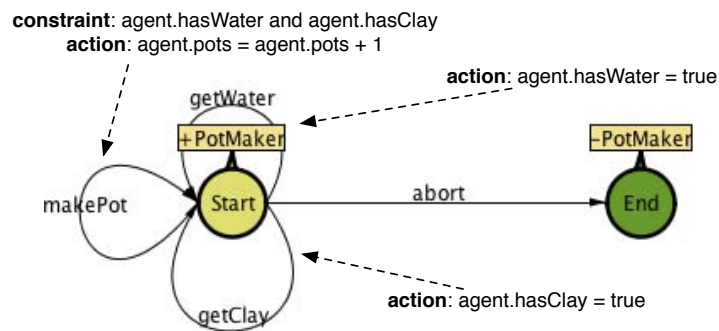 constraint: agent.hasWater and agent.hasClay
action: agent.pots = agent.pots + 1
action: agent.hasWater = true
getWater
+PotMaker
-PotMaker
makePot
Start
abort
End
getClay
action: agent.hasClay = true